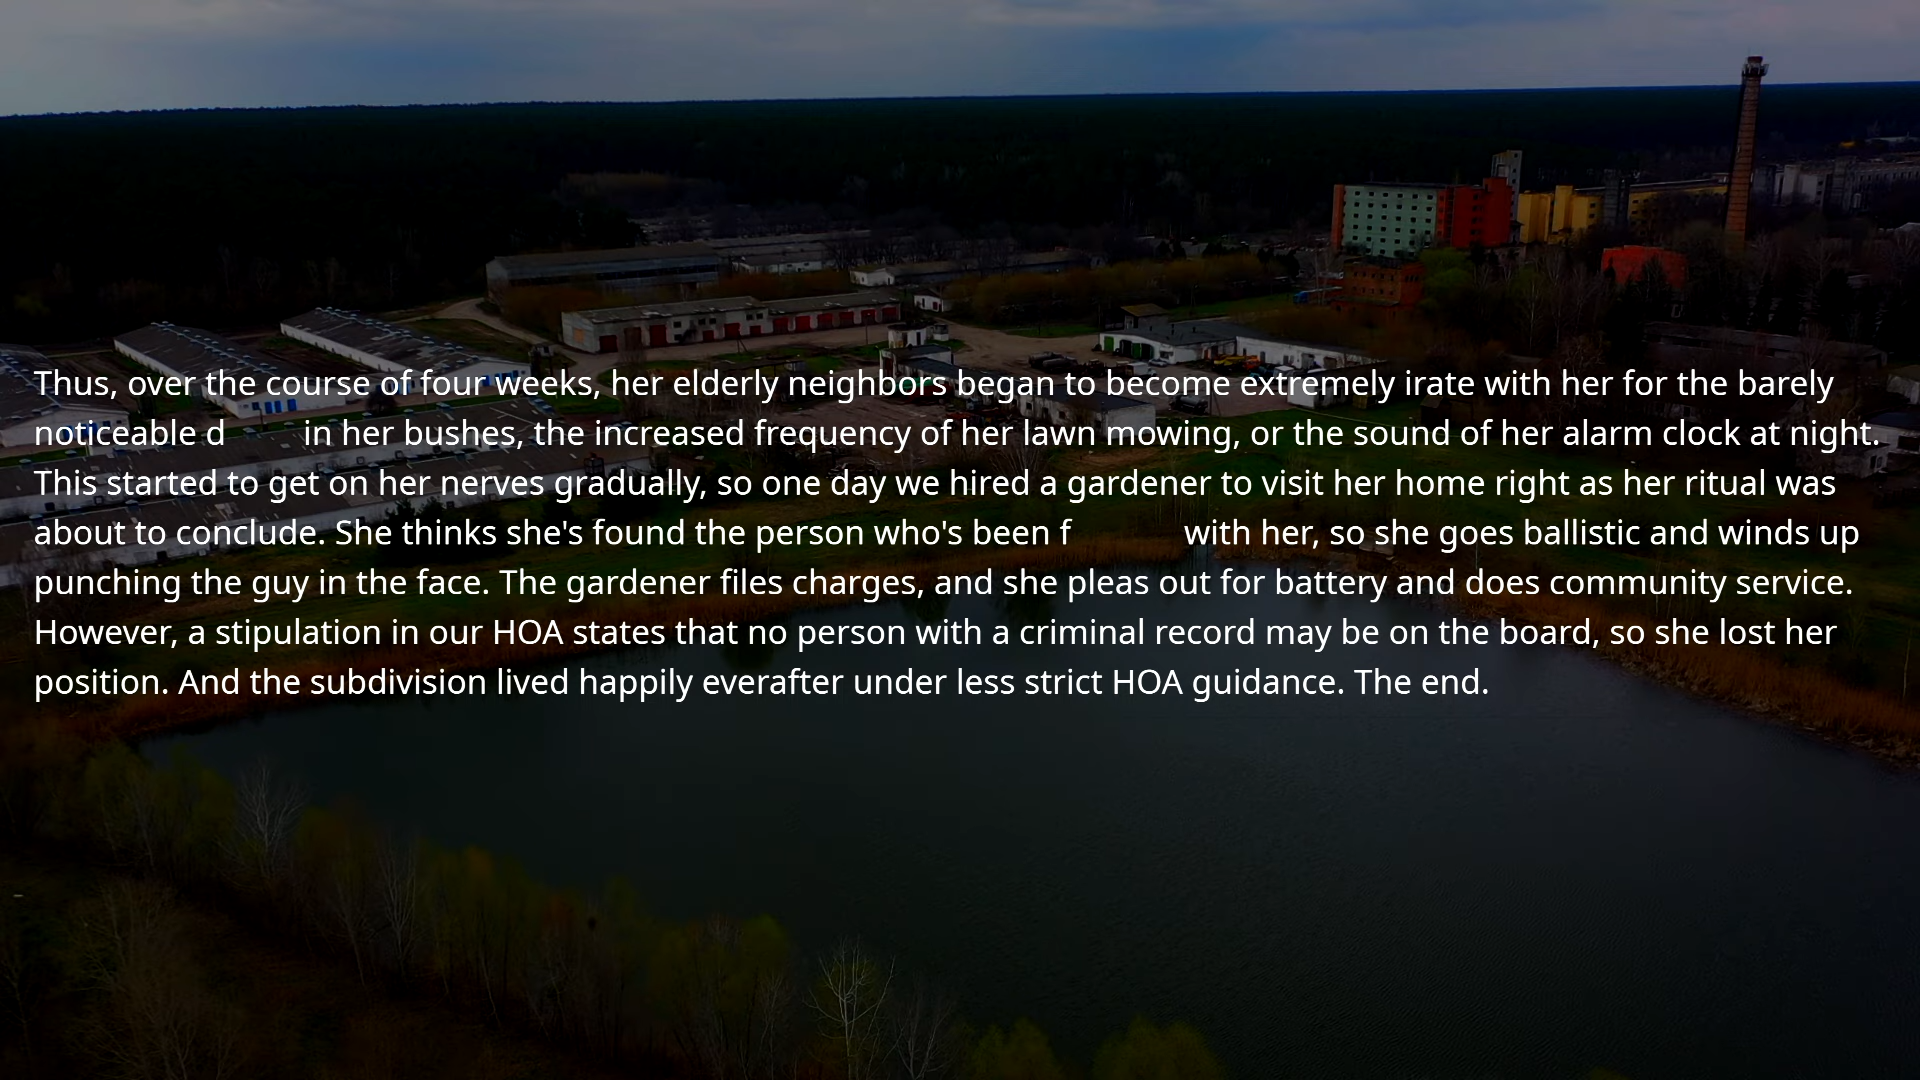 Thus, over the course of four weeks, her elderly neighbors began to become extremely irate with her for the barely
noticeable d in her bushes, the increased frequency of her lawn mowing, or the sound of her alarm clock at night.
This started to get on her nerves gradually, so one day we hired a gardener to visit her home right as her ritual was
about to conclude. She thinks she's found the person who's been f with her, so she goes ballistic and winds up
punching the guy in the face. The gardener files charges, and she pleas out for battery and does community service.
However, a stipulation in our HOA states that no person with a criminal record may be on the board, so she lost her
position. And the subdivision lived happily everafter under less strict HOA guidance. The end.